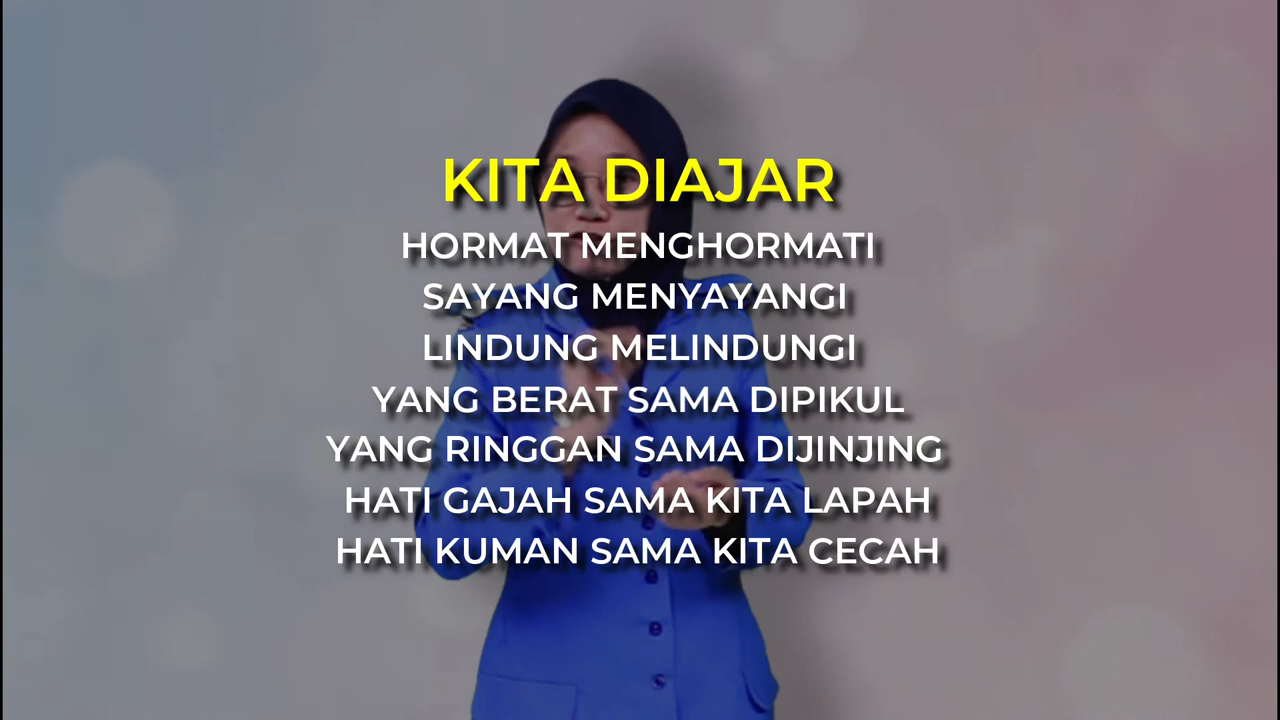 KITA DIAJAR
HORMAT MENGHORMATI
SAYANG MENYAYANGI
LINDUNG MELINDUNGI
YANG BERAT SAMA DIPIKUL
YANG RINGGAN SAMA DIJINJING
HATI GAJAH SAMA KITA LAPAH
HATI KUMAN SAMA KITA CECAH